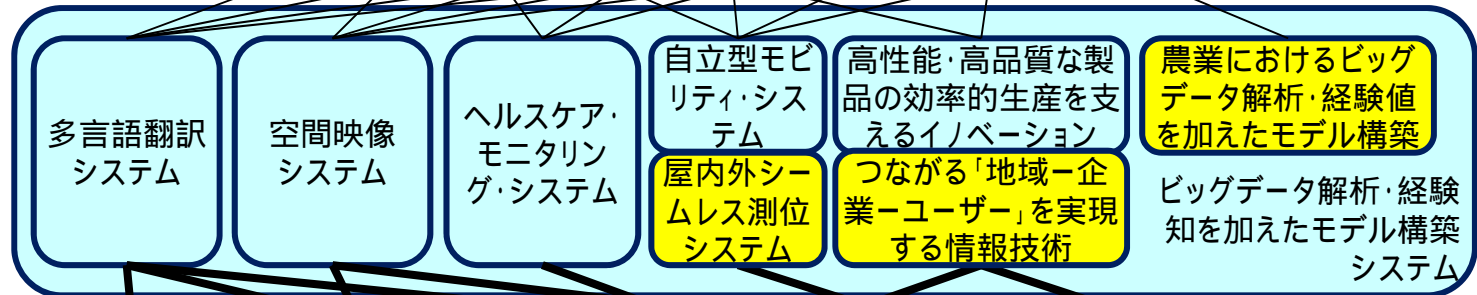 多言語翻訳
システム
空間映像
システム
ヘルスケア・
モニタリン
グ・システム
自立型モビ
リティ・シス
テム
屋内外シー
ムレス測位
システム
高性能・高品質な製
品の効率的生産を支
えるイノベーション
つながる「地域ー企
業ーユーザー」を実現
する情報技術
農業におけるビッグ
データ解析・経験値
を加えたモデル構築
ビッグデータ解析・経験
知を加えたモデル構築
システム